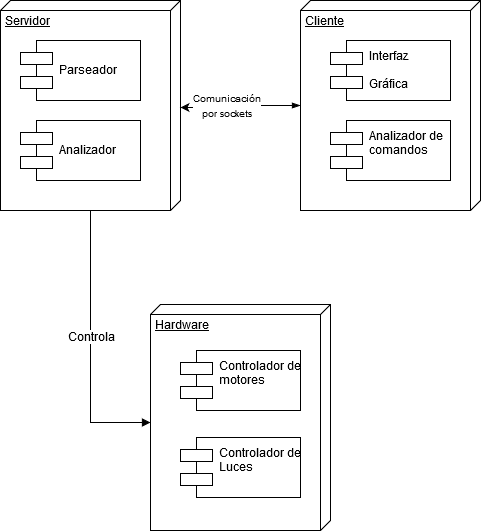 Servidor
Parseador
Analizador
Comunicación
por sockets
Cliente
Interfaz
Gráfica
Analizador de
comandos
Controla
Hardware
Controlador de
motores
Controlador de
Luces